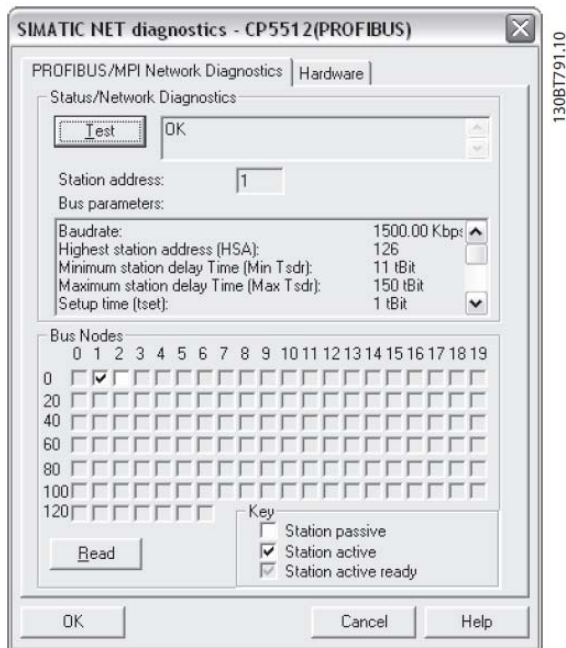 SIMATIC NET diagnostics - CP5512(PROFIBUS)
PROFIBUS/MPI Network Diagnostics Hardware
Status/Network Diagnostics
Test OK
Station address: 1
Bus parameters:
Baudrate: 1500.00 Kbps
Highest station address (HSA): 126
Minimum station delay Time (Min Tsdr): 11 tBit
Maximum station delay Time (Max Tsdr): 150 tBit
Setup time (tset): 1 tBit
Bus Nodes
0 1 2 3 4 5 6 7 8 9 10 11 12 13 14 15 16 17 18 19
0
20
40
60
80
100
120
Key
Station passive
Station active
Station active ready
Read
OK Cancel Help
130BT791.10